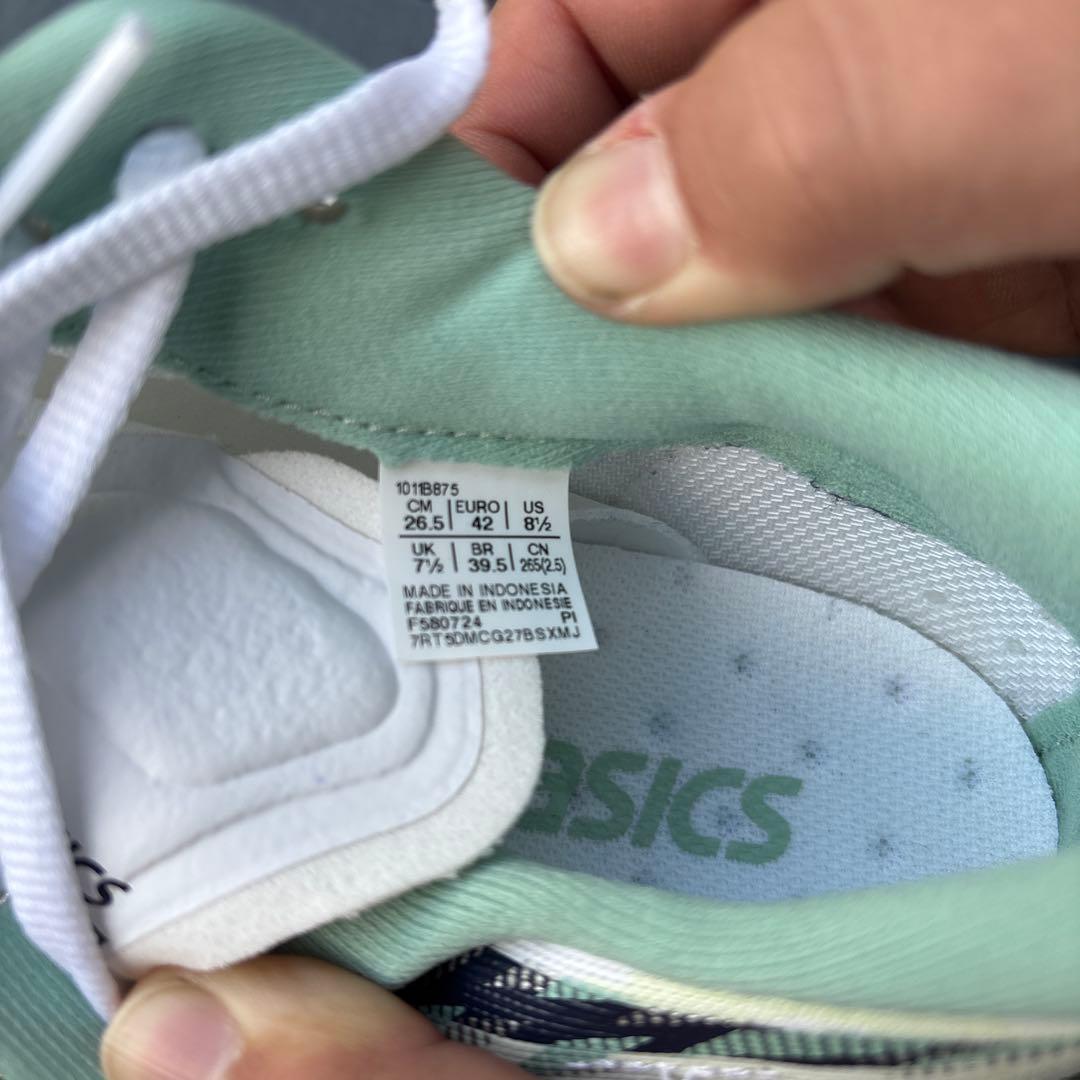 1011B875
CM | EURO | US
26.5 | 42 | 8½
UK | BR | CN
7½ | 39.5 | 265(2.5)
MADE IN INDONESIA
FABRIQUE EN INDONESIE
F580724 PI
7RT5DMCG27BSXMJ
asics